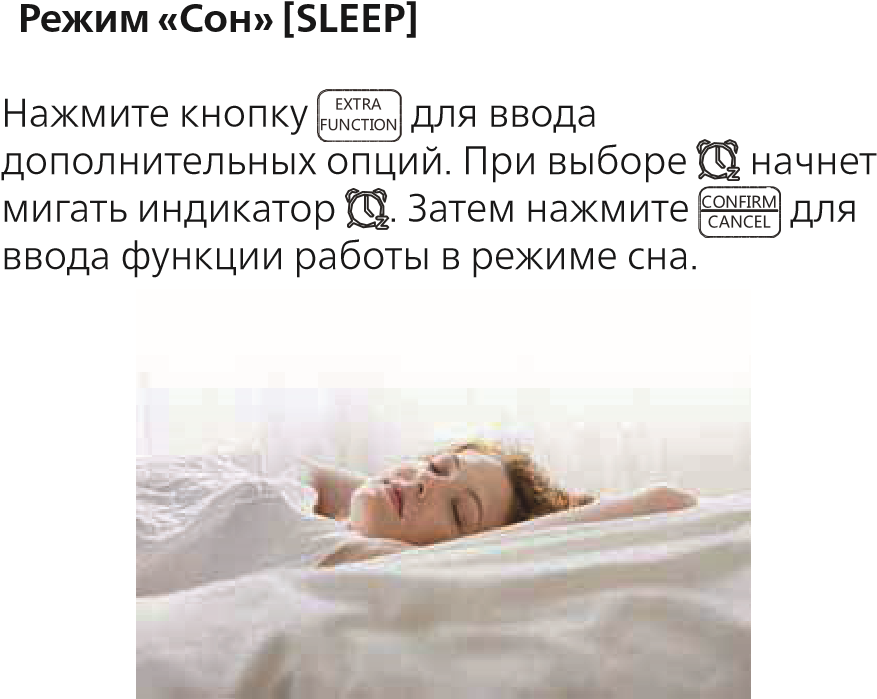 Режим «Сон» [SLEEP]
Нажмите кнопку EXTRA FUNCTION для ввода
дополнительных опций. При выборе начнет
мигать индикатор . Затем нажмите CONFIRM CANCEL для
ввода функции работы в режиме сна.